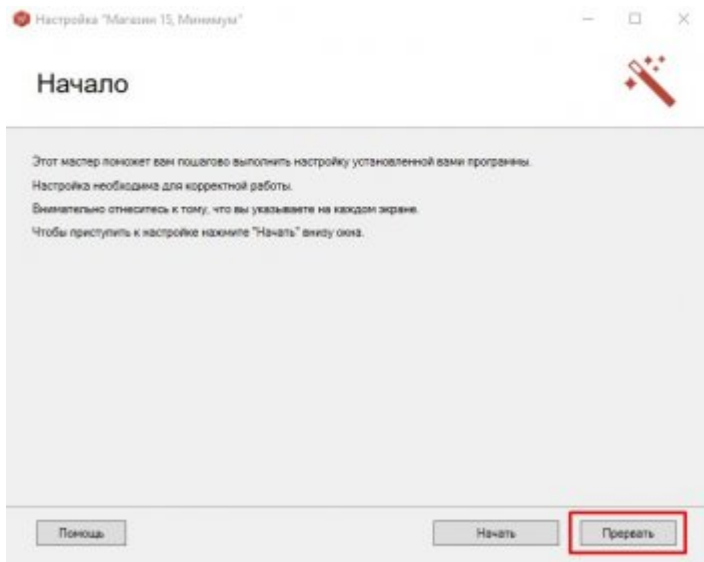 Настройка "Магазин 15, Минимум"
Начало
Этот мастер поможет вам пошагово выполнить настройку установленной вами программы.
Настройка необходима для корректной работы.
Внимательно отнеситесь к тому, что вы указываете на каждом экране.
Чтобы приступить к настройке нажмите "Начать" внизу окна.
Помощь
Начать
Прервать